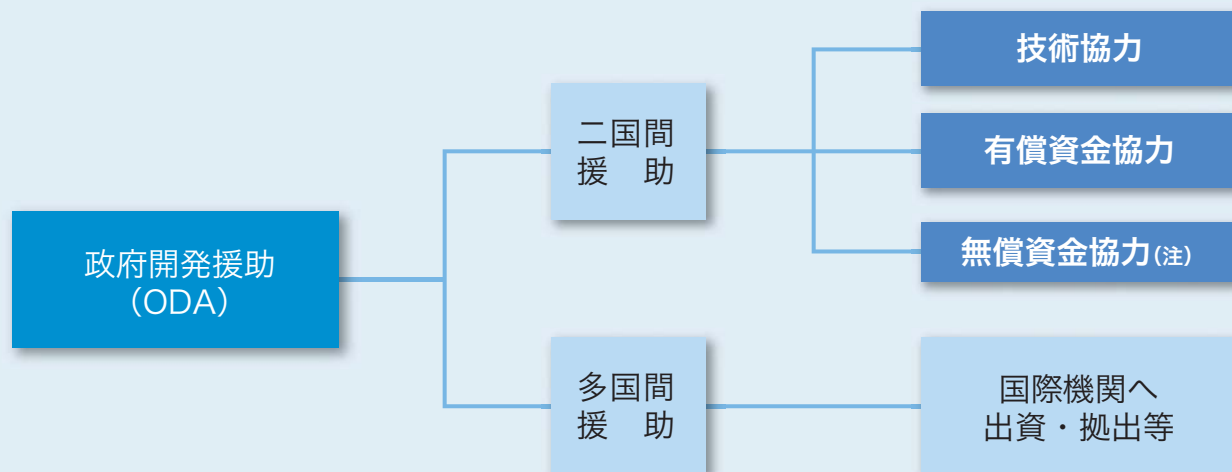 技術協力
二国間
援　助
有償資金協力
無償資金協力(注)
政府開発援助
（ODA）
多国間
援　助
国際機関へ
出資・拠出等